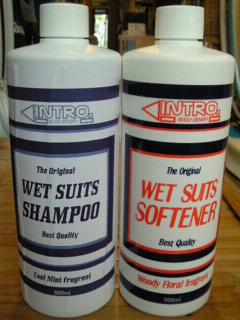 INTRO
The Original
WET SUITS
SHAMPOO
Best Quality
Cool Mint fragrant
500ml
INTRO
The Original
WET SUITS
SOFTENER
Best Quality
Woody Floral fragrant
500ml